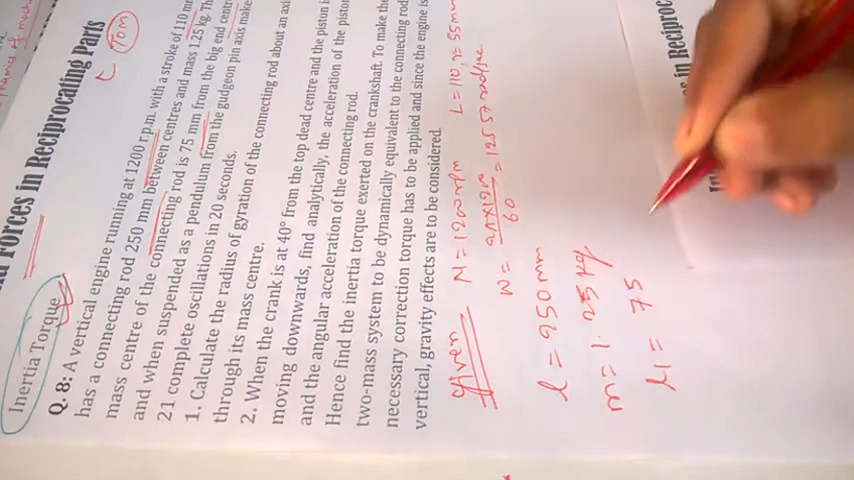 nd Forces in Reciprocating Parts
TOM
Inertia Torque
Q. 8: A vertical engine running at 1200 r.p.m. with a stroke of 110 mm
has a connecting rod 250 mm between centres and mass 1.25 kg. Th
mass centre of the connecting rod is 75 mm from the big end centr
and when suspended as a pendulum from the gudgeon pin axis make
21 complete oscillations in 20 seconds.
1. Calculate the radius of gyration of the connecting rod about an axi
through its mass centre.
2. When the crank is at 40° from the top dead centre and the piston i
moving downwards, find analytically, the acceleration of the piston
and the angular acceleration of the connecting rod.
Hence find the inertia torque exerted on the crankshaft. To make the
two-mass system to be dynamically equivalent to the connecting rod
necessary correction torque has to be applied and since the engine is
vertical, gravity effects are to be considered.
Given N = 1200 rpm L = 110, r = 55mm
ω = 2π×120 / 60 = 125.57 rad/sec
l = 250 mm
m = 1.25 kg
l1 = 75
s in Reciproc